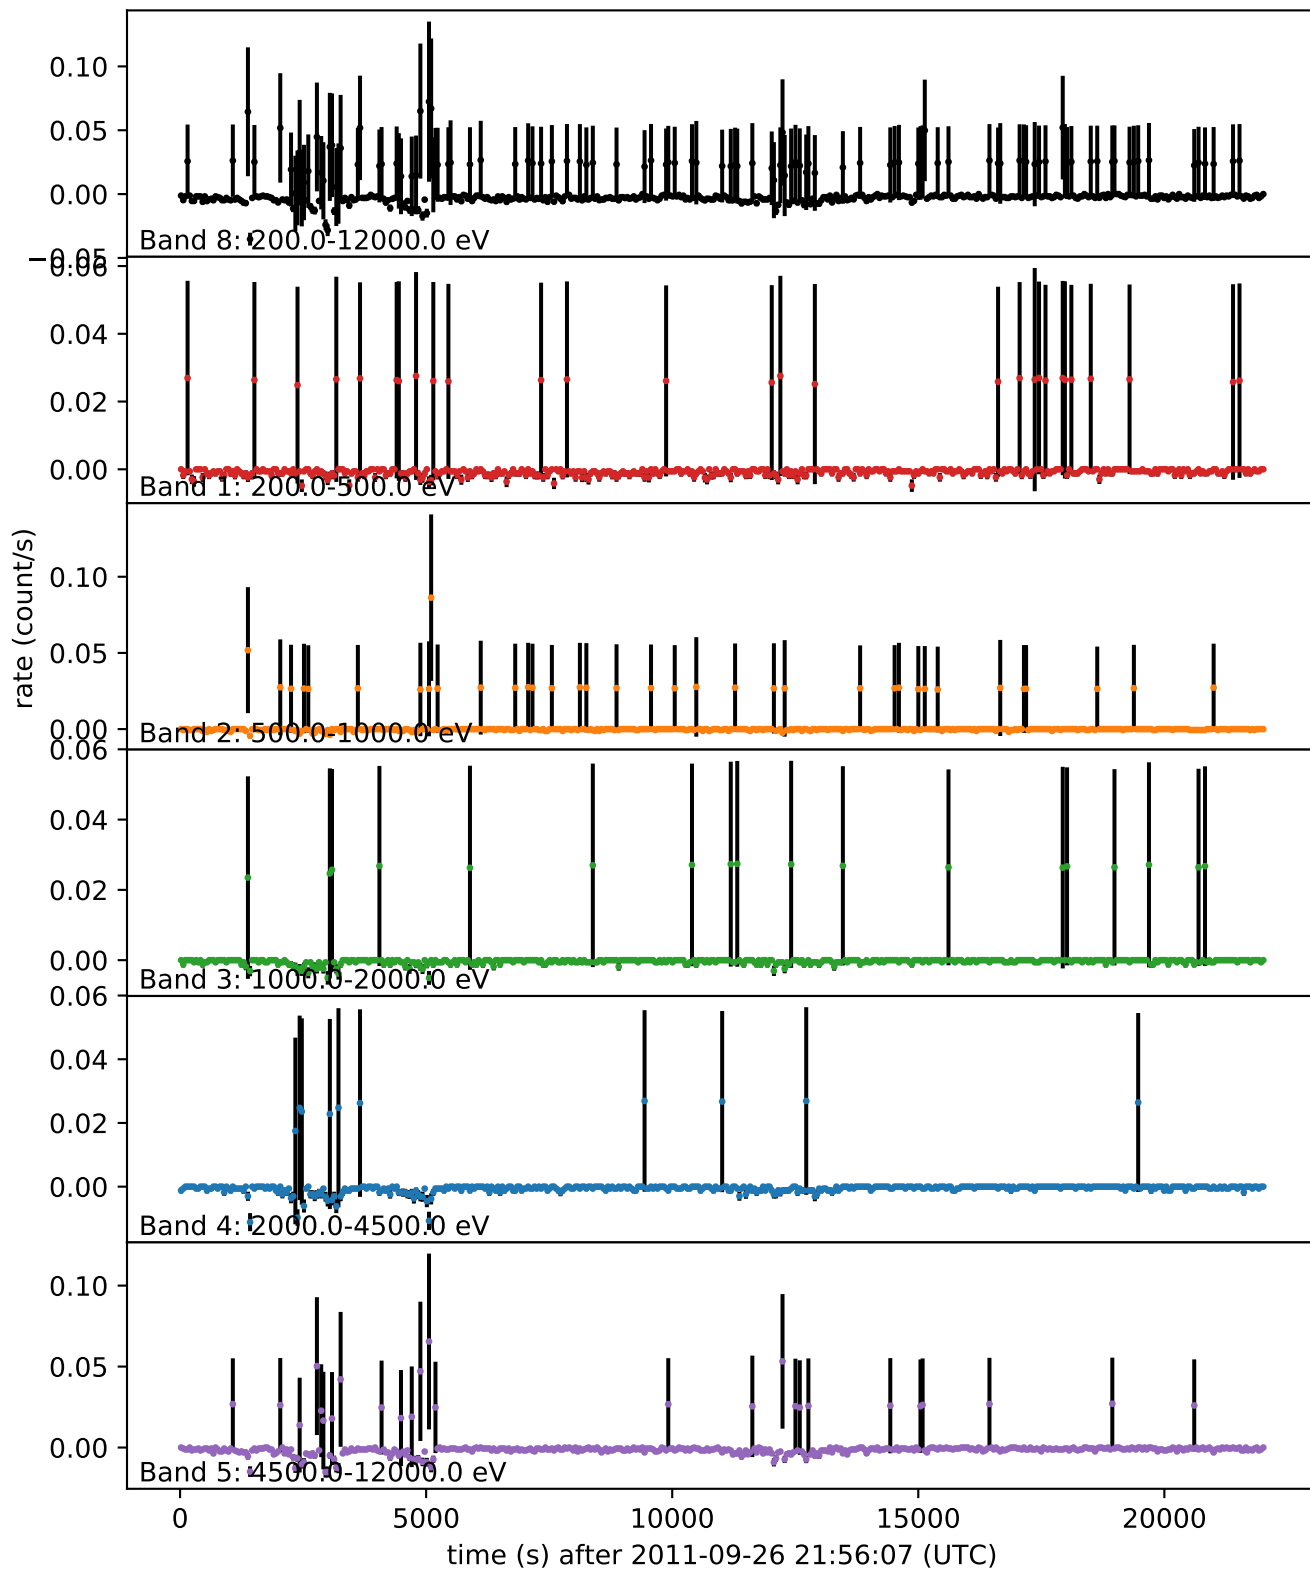 0.10
0.05
0.00
−0.05
Band 8: 200.0-12000.0 eV
0.06
0.04
0.02
0.00
Band 1: 200.0-500.0 eV
rate (count/s)
0.10
0.05
0.00
Band 2: 500.0-1000.0 eV
0.06
0.04
0.02
0.00
Band 3: 1000.0-2000.0 eV
0.06
0.04
0.02
0.00
Band 4: 2000.0-4500.0 eV
0.10
0.05
0.00
Band 5: 4500.0-12000.0 eV
0 5000 10000 15000 20000
time (s) after 2011-09-26 21:56:07 (UTC)